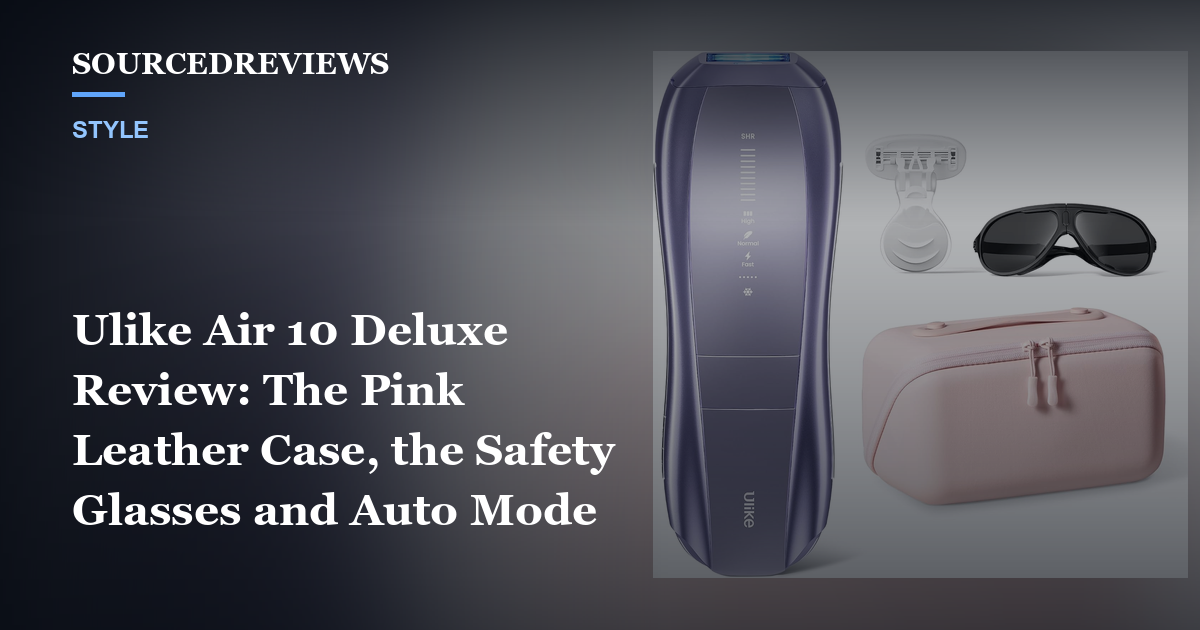 SOURCEDREVIEWS
STYLE
Ulike Air 10 Deluxe
Review: The Pink
Leather Case, the Safety
Glasses and Auto Mode
SHR
High
Normal
Fast
Ulike